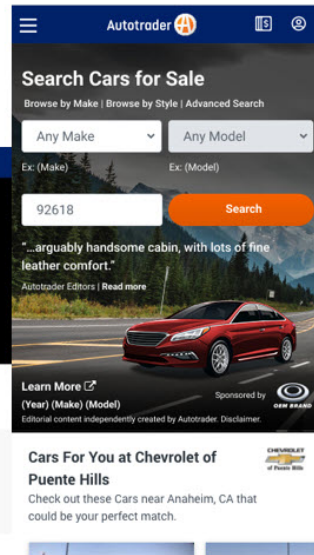 Autotrader
Search Cars for Sale
Browse by Make | Browse by Style | Advanced Search
Any Make
Any Model
Ex: (Make)
Ex: (Model)
92618
Search
“...arguably handsome cabin, with lots of fine
leather comfort.”
Autotrader Editors | Read more
Learn More
Sponsored by
OEM BRAND
(Year) (Make) (Model)
Editorial content independently created by Autotrader. Disclaimer.
Cars For You at Chevrolet of
Puente Hills
CHEVROLET
of Puente Hills
Check out these Cars near Anaheim, CA that
could be your perfect match.